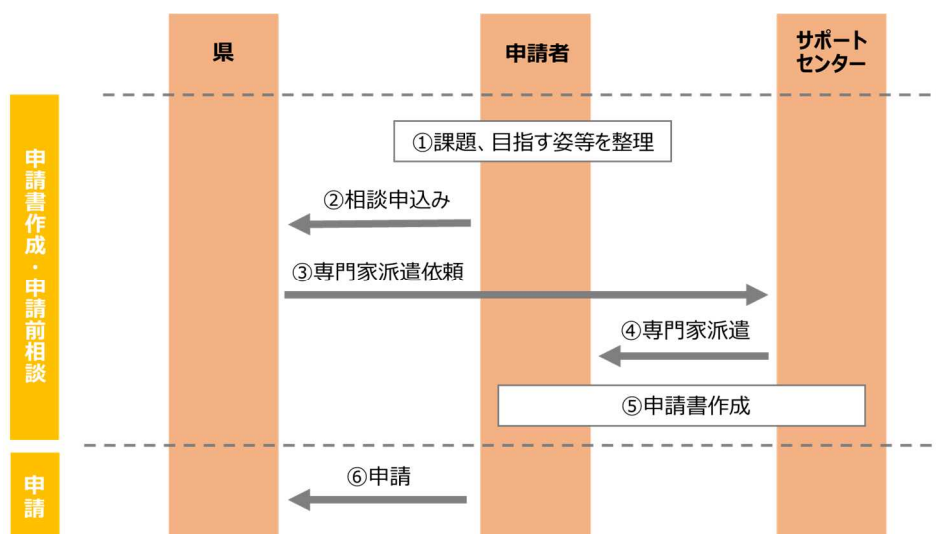 県
申請者
サポート
センター
申請書作成・申請前相談
①課題、目指す姿等を整理
②相談申込み
③専門家派遣依頼
④専門家派遣
⑤申請書作成
申請
⑥申請